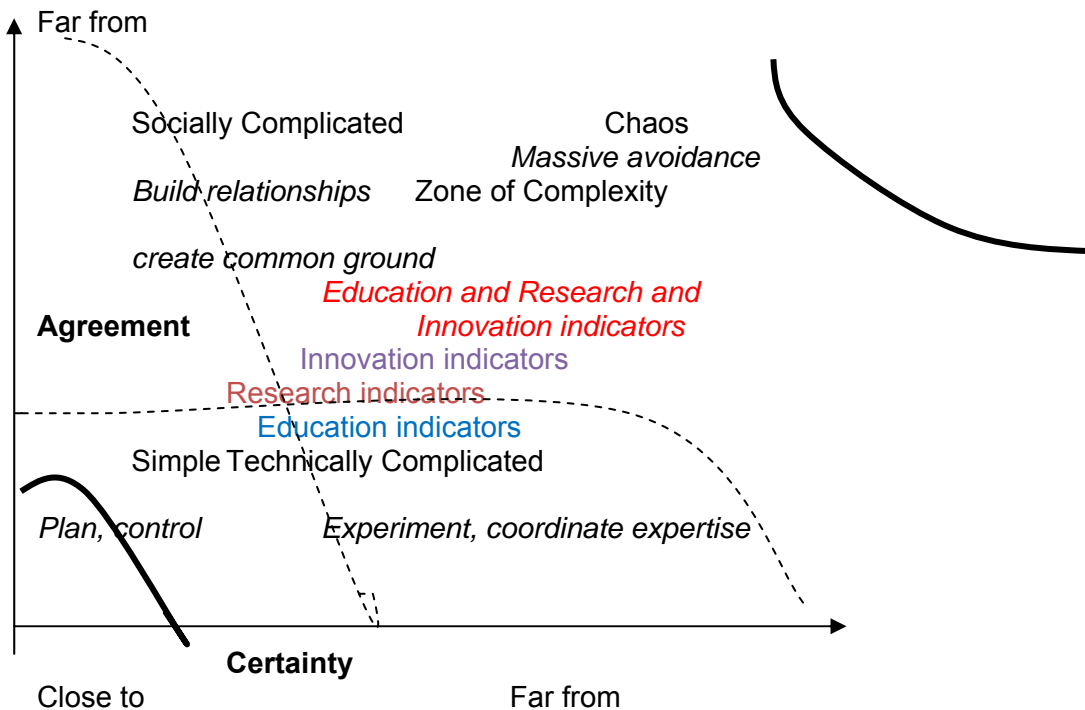 Far from
Socially Complicated Chaos
Massive avoidance
Build relationships Zone of Complexity
create common ground
Education and Research and
Innovation indicators
Agreement
Innovation indicators
Research indicators
Education indicators
Simple Technically Complicated
Plan, control Experiment, coordinate expertise
Certainty
Close to Far from